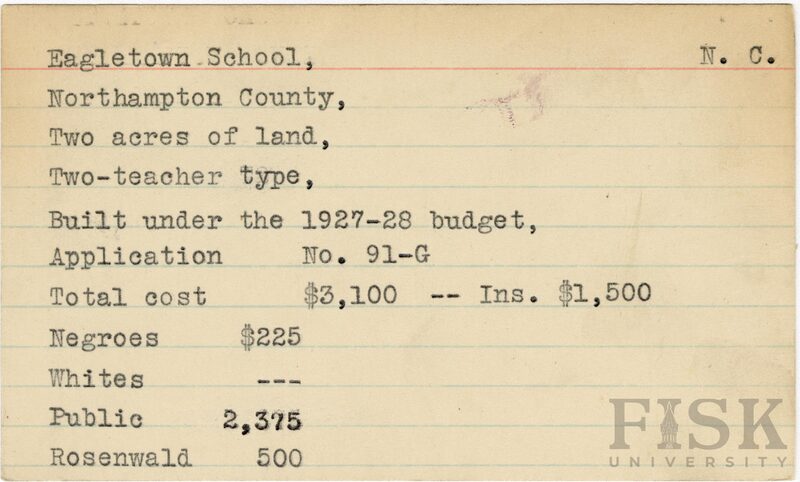 Eagletown School, N. C.
Northampton County,
Two acres of land,
Two-teacher type,
Built under the 1927-28 budget,
Application No. 91-G
Total cost $3,100 -- Ins. $1,500
Negroes $225
Whites ---
Public 2,375
Rosenwald 500
FISK
UNIVERSITY